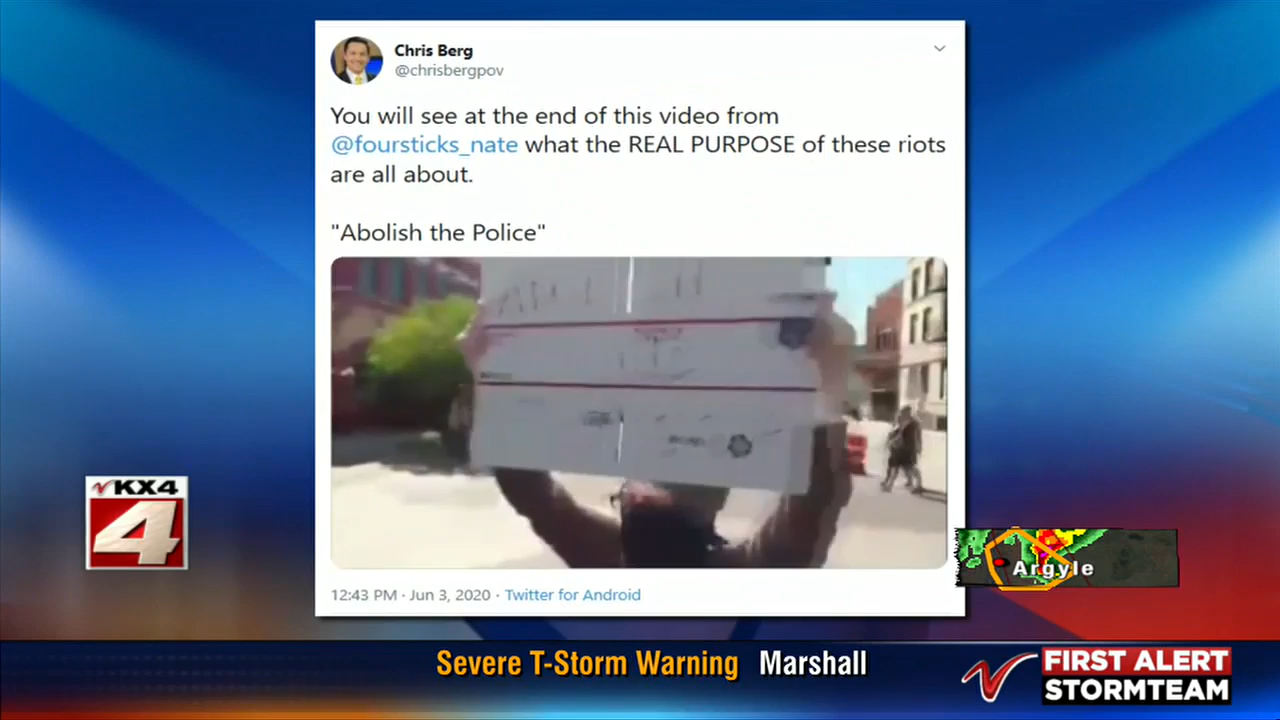 Chris Berg
@chrisbergpov
You will see at the end of this video from
@foursticks_nate what the REAL PURPOSE of these riots
are all about.
"Abolish the Police"
12:43 PM · Jun 3, 2020 · Twitter for Android
KX4
4
Argyle
Severe T-Storm Warning Marshall
FIRST ALERT
STORMTEAM